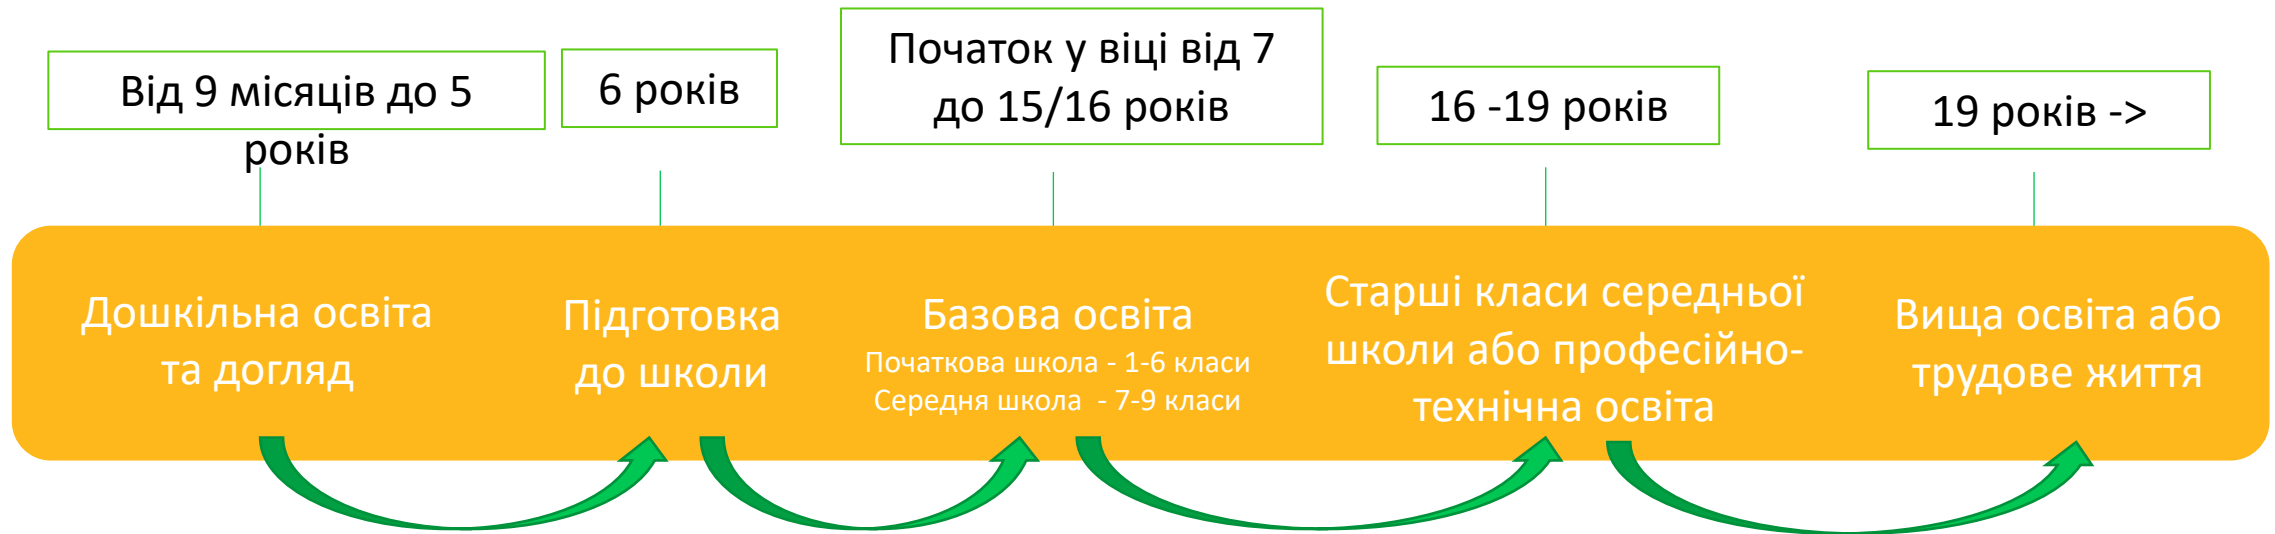 Від 9 місяців до 5
років
6 років
Початок у віці від 7
до 15/16 років
16 -19 років
19 років ->
Дошкільна освіта
та догляд
Підготовка
до школи
Базова освіта
Початкова школа - 1-6 класи
Середня школа - 7-9 класи
Старші класи середньої
школи або професійно-
технічна освіта
Вища освіта або
трудове життя